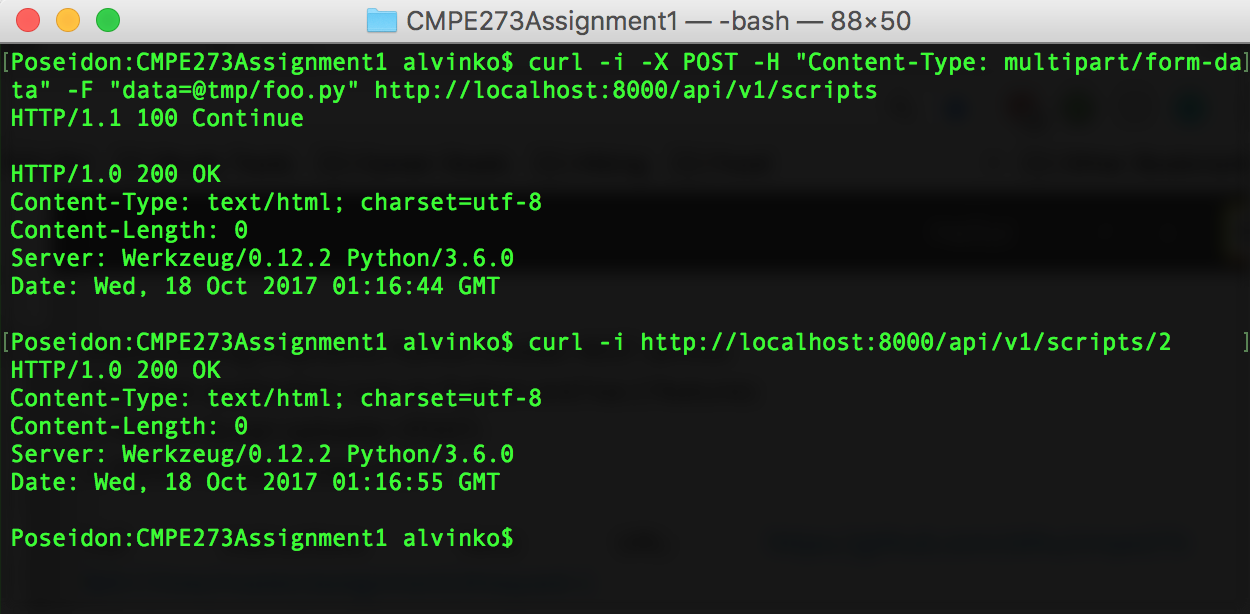 CMPE273Assignment1 — -bash — 88×50
[Poseidon:CMPE273Assignment1 alvinko$ curl -i -X POST -H "Content-Type: multipart/form-da]
ta" -F "data=@tmp/foo.py" http://localhost:8000/api/v1/scripts
HTTP/1.1 100 Continue
HTTP/1.0 200 OK
Content-Type: text/html; charset=utf-8
Content-Length: 0
Server: Werkzeug/0.12.2 Python/3.6.0
Date: Wed, 18 Oct 2017 01:16:44 GMT
[Poseidon:CMPE273Assignment1 alvinko$ curl -i http://localhost:8000/api/v1/scripts/2 ]
HTTP/1.0 200 OK
Content-Type: text/html; charset=utf-8
Content-Length: 0
Server: Werkzeug/0.12.2 Python/3.6.0
Date: Wed, 18 Oct 2017 01:16:55 GMT
Poseidon:CMPE273Assignment1 alvinko$